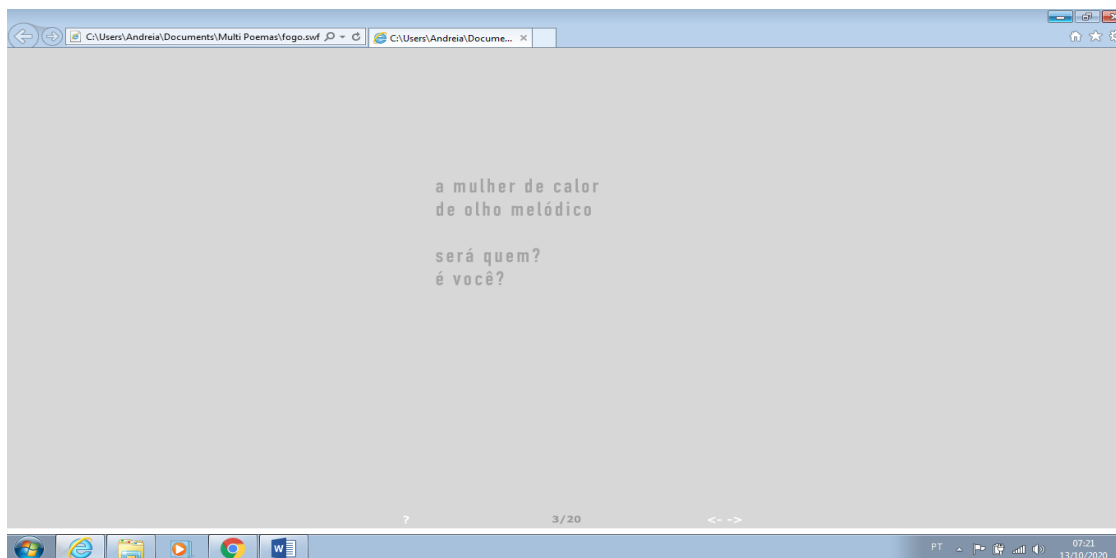 C:\Users\Andreia\Documents\Multi Poemas\fogo.swf
C:\Users\Andreia\Docume...
a mulher de calor
de olho melódico
será quem?
é você?
?
3/20
<- ->
W
PT
07:21
13/10/2020